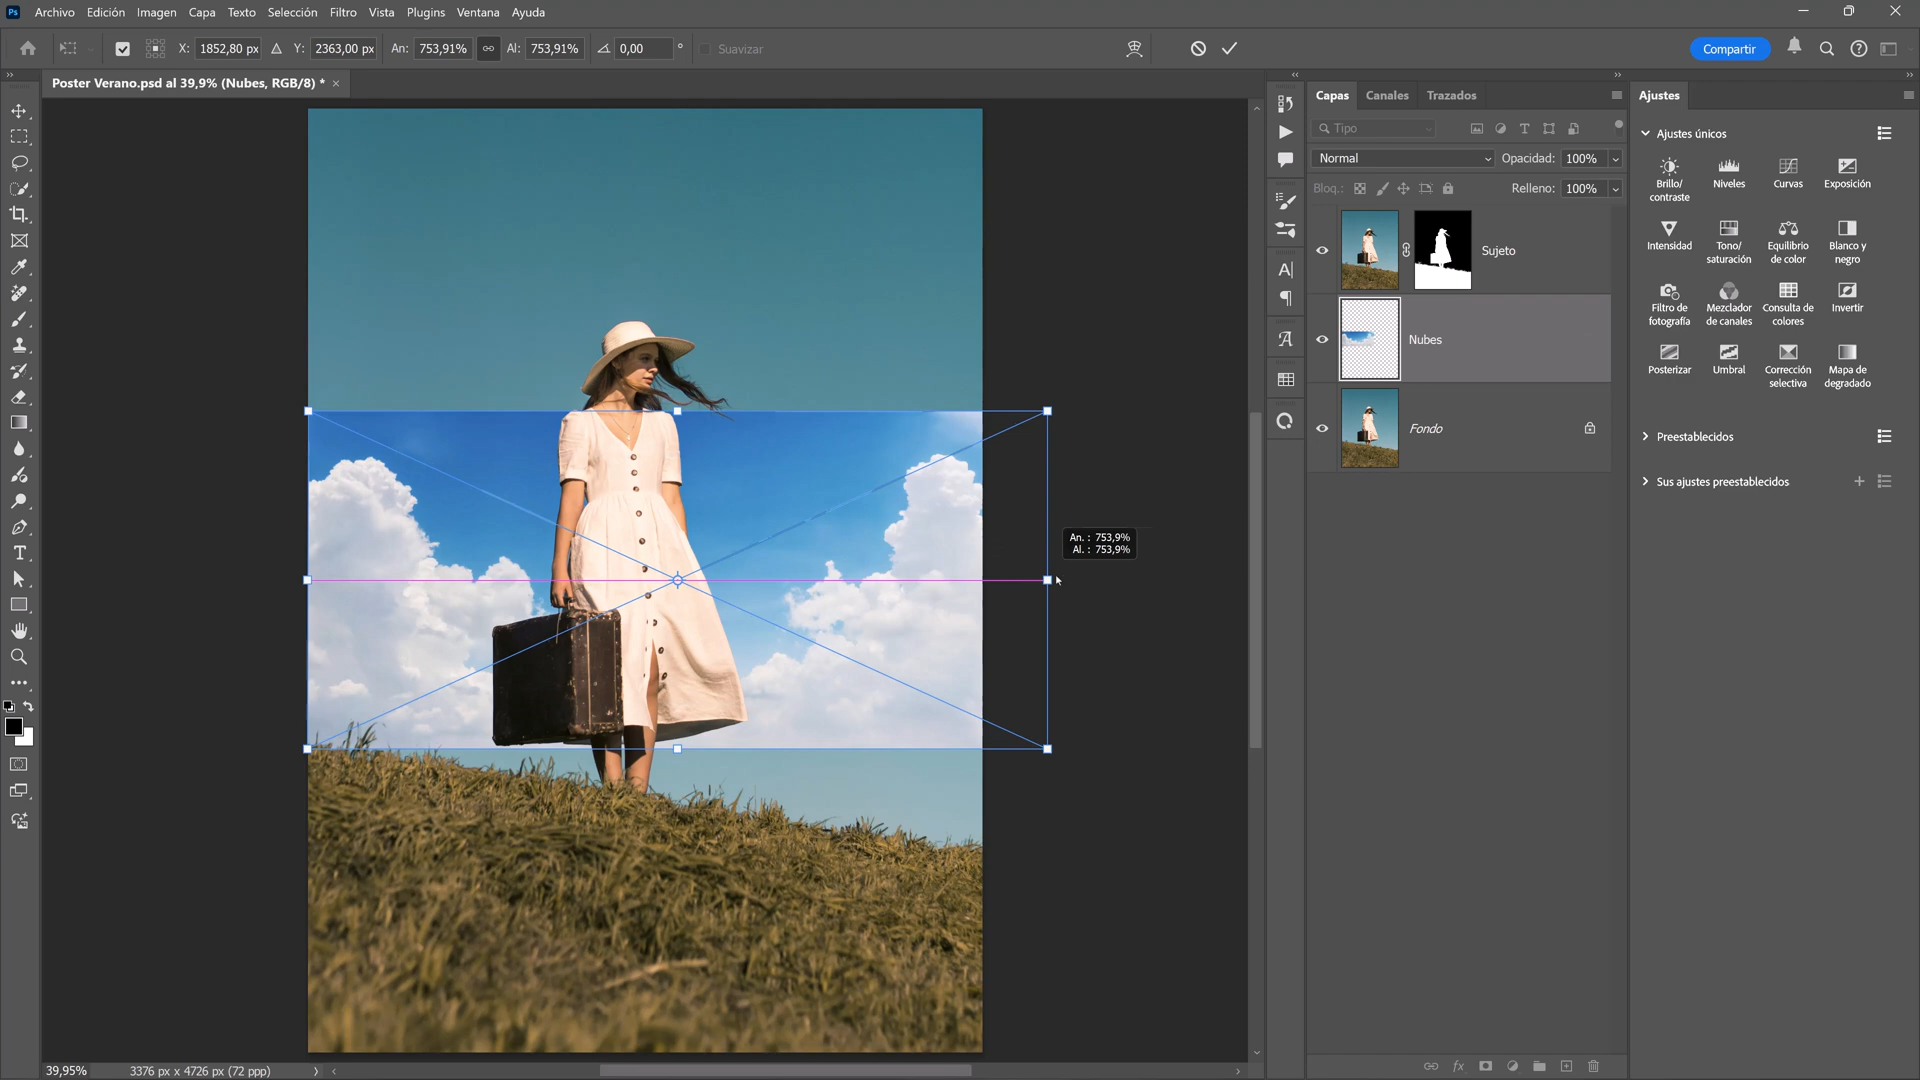 Ps Archivo Edición Imagen Capa Texto Selección Filtro Vista Plugins Ventana Ayuda
X: 1852,80 px Y: 2363,00 px An: 753,91% Al: 753,91% 0,00 ° Suavizar Compartir
Poster Verano.psd al 39,9% (Nubes, RGB/8) * ×
An. : 753,9%
Al. : 753,9%
39,95% 3376 px x 4726 px (72 ppp)
Capas Canales Trazados
Tipo
Normal Opacidad: 100%
Bloq.: Relleno: 100%
Sujeto
Nubes
Fondo
fx
Ajustes
Ajustes únicos
Brillo/
contraste
Niveles
Curvas
Exposición
Intensidad
Tono/
saturación
Equilibrio
de color
Blanco y
negro
Filtro de
fotografía
Mezclador
de canales
Consulta de
colores
Invertir
Posterizar
Umbral
Corrección
selectiva
Mapa de
degradado
Preestablecidos
Sus ajustes preestablecidos